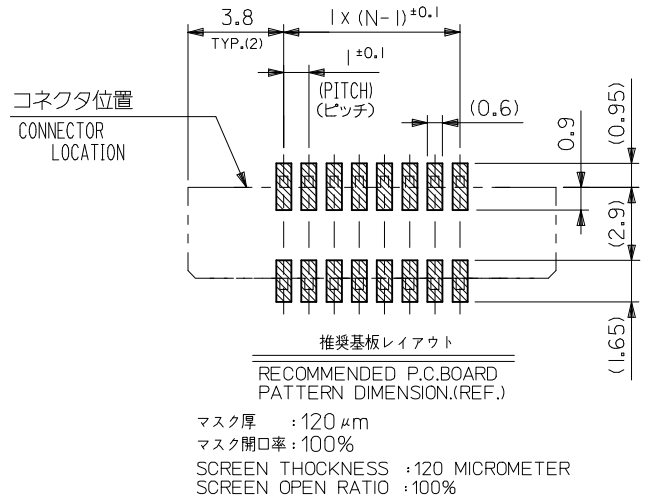 3.8
TYP.(2)
1 x (N-1)±0.1
1±0.1
(PITCH)
(ピッチ)
(0.6)
0.9
(0.95)
(2.9)
(1.65)
コネクタ位置
CONNECTOR
LOCATION
推奨基板レイアウト
RECOMMENDED P.C.BOARD
PATTERN DIMENSION.(REF.)
マスク厚 :120 μm
マスク開口率:100%
SCREEN THOCKNESS :120 MICROMETER
SCREEN OPEN RATIO :100%